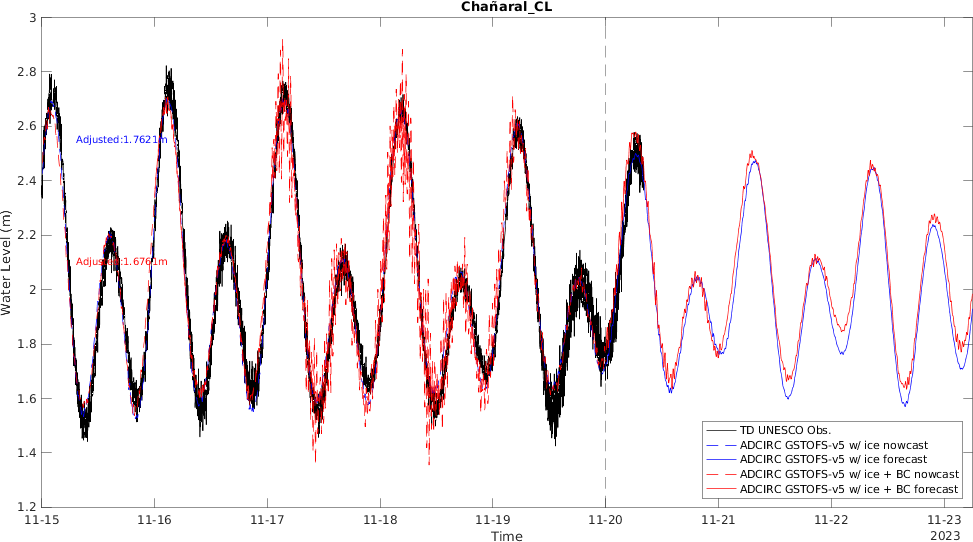 Chañaral_CL
3
2.8
2.6
2.4
2.2
2
1.8
1.6
1.4
1.2
Water Level (m)
Adjusted:1.7621m
Adjusted:1.6761m
TD UNESCO Obs.
ADCIRC GSTOFS-v5 w/ ice nowcast
ADCIRC GSTOFS-v5 w/ ice forecast
ADCIRC GSTOFS-v5 w/ ice + BC nowcast
ADCIRC GSTOFS-v5 w/ ice + BC forecast
11-15 11-16 11-17 11-18 11-19 11-20 11-21 11-22 11-23
Time 2023